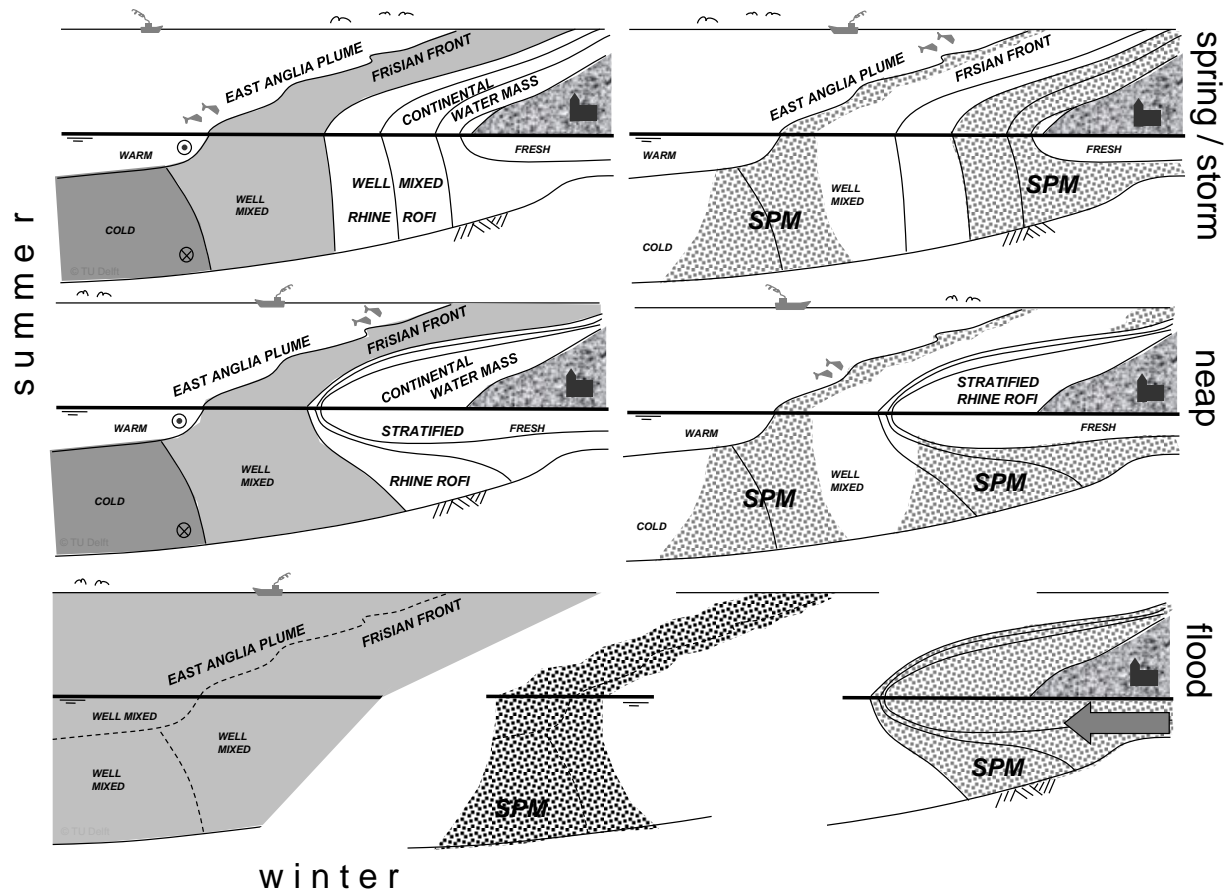 EAST ANGLIA PLUME
FRiSIAN FRONT
CONTINENTAL
WATER MASS
WARM
FRESH
WELL MIXED
RHINE ROFI
WELL
MIXED
COLD
© TU Delft
EAST ANGLIA PLUME
FRSIAN FRONT
WARM
FRESH
WELL
MIXED
SPM
SPM
COLD
spring / storm
summer
EAST ANGLIA PLUME
FRiSIAN FRONT
CONTINENTAL
WATER MASS
WARM
STRATIFIED
FRESH
WELL
MIXED
RHINE ROFI
COLD
© TU Delft
STRATIFIED
RHINE ROFI
WARM
FRESH
WELL
MIXED
SPM
SPM
COLD
neap
EAST ANGLIA PLUME
FRiSIAN FRONT
WELL MIXED
WELL
MIXED
WELL
MIXED
© TU Delft
SPM
SPM
flood
winter